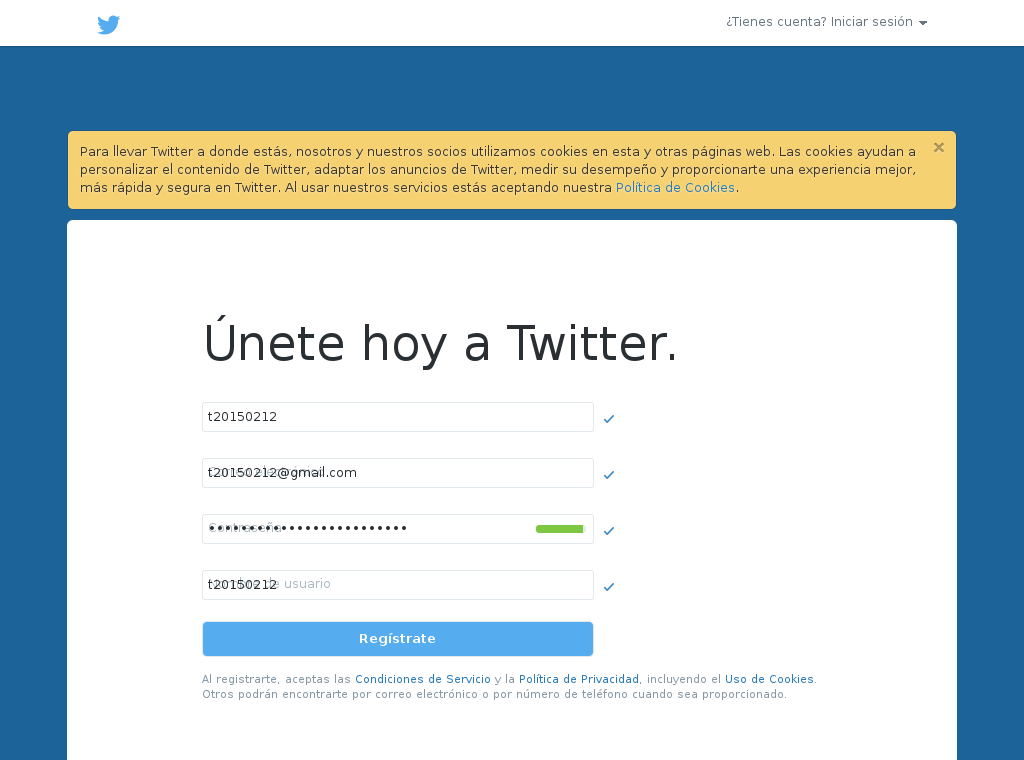 ¿Tienes cuenta? Iniciar sesión
Para llevar Twitter a donde estás, nosotros y nuestros socios utilizamos cookies en esta y otras páginas web. Las cookies ayudan a
personalizar el contenido de Twitter, adaptar los anuncios de Twitter, medir su desempeño y proporcionarte una experiencia mejor,
más rápida y segura en Twitter. Al usar nuestros servicios estás aceptando nuestra Política de Cookies.
Únete hoy a Twitter.
t20150212
t20150212@gmail.com
Contraseña
t20150212 de usuario
Regístrate
Al registrarte, aceptas las Condiciones de Servicio y la Política de Privacidad, incluyendo el Uso de Cookies.
Otros podrán encontrarte por correo electrónico o por número de teléfono cuando sea proporcionado.